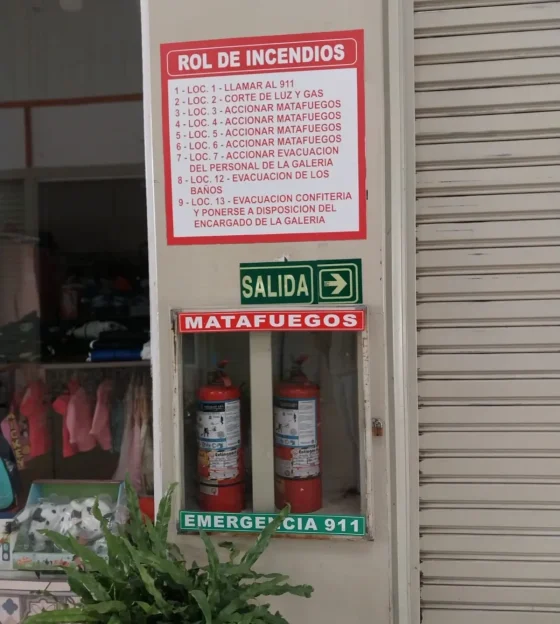 ROL DE INCENDIOS
1 - LOC. 1 - LLAMAR AL 911
2 - LOC. 2 - CORTE DE LUZ Y GAS
3 - LOC. 3 - ACCIONAR MATAFUEGOS
4 - LOC. 4 - ACCIONAR MATAFUEGOS
5 - LOC. 5 - ACCIONAR MATAFUEGOS
6 - LOC. 6 - ACCIONAR MATAFUEGOS
7 - LOC. 7 - ACCIONAR EVACUACION
DEL PERSONAL DE LA GALERIA
8 - LOC. 12 - EVACUACION DE LOS
BAÑOS
9 - LOC. 13 - EVACUACION CONFITERIA
Y PONERSE A DISPOSICION DEL
ENCARGADO DE LA GALERIA
SALIDA
MATAFUEGOS
EMERGENCIA 911